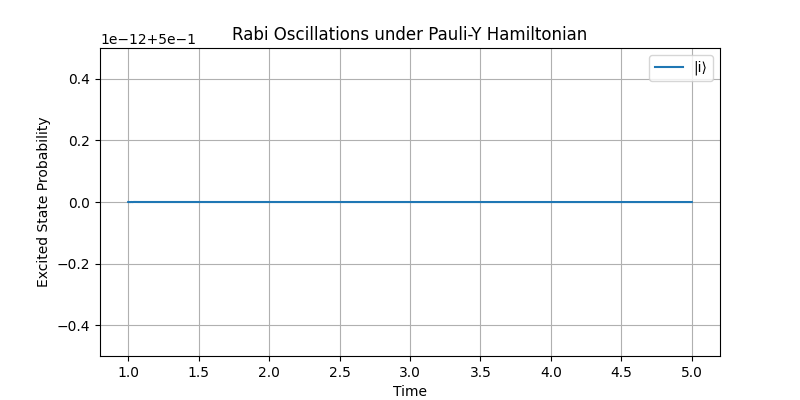 Rabi Oscillations under Pauli-Y Hamiltonian
1e−12+5e−1
|i⟩
0.4
0.2
0.0
−0.2
−0.4
Excited State Probability
1.0 1.5 2.0 2.5 3.0 3.5 4.0 4.5 5.0
Time